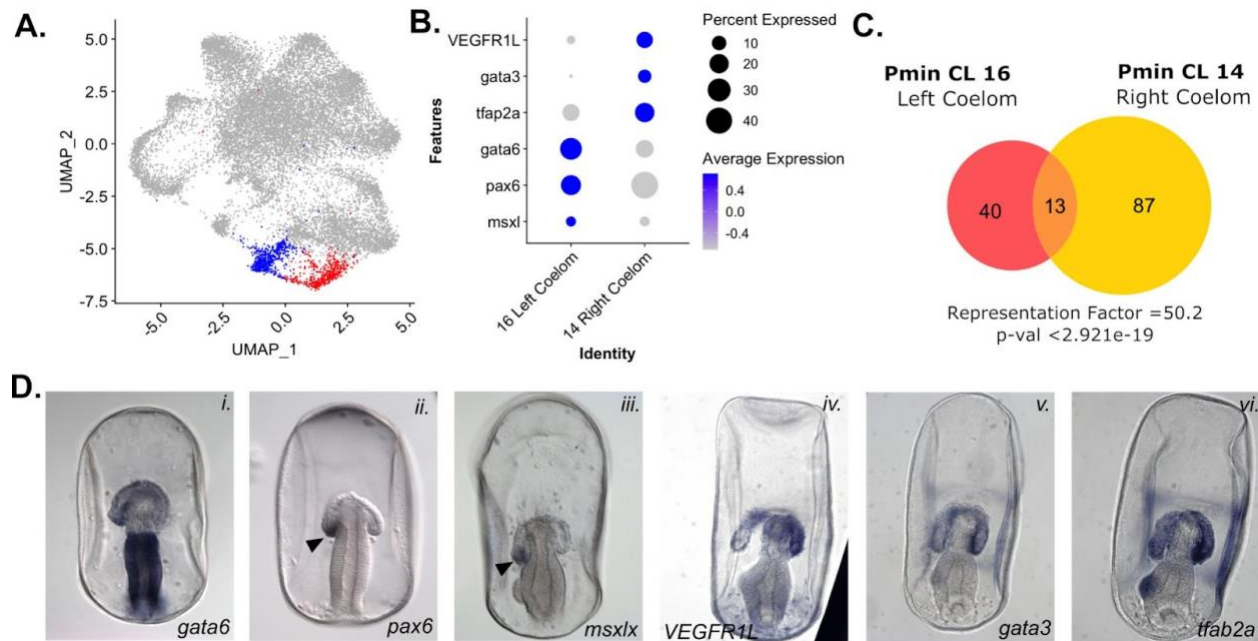 A.
5.0
2.5
0.0
-2.5
-5.0
-7.5
UMAP_2
-5.0
-2.5
0.0
2.5
5.0
UMAP_1
B.
VEGFR1L
gata3
tfap2a
gata6
pax6
msxl
Features
16 Left Coelom
14 Right Coelom
Identity
Percent Expressed
10
20
30
40
Average Expression
0.4
0.0
-0.4
C.
Pmin CL 16
Left Coelom
Pmin CL 14
Right Coelom
40
13
87
Representation Factor =50.2
p-val <2.921e-19
D.
i.
gata6
ii.
pax6
iii.
msxlx
iv.
VEGFR1L
v.
gata3
vi.
tfab2a